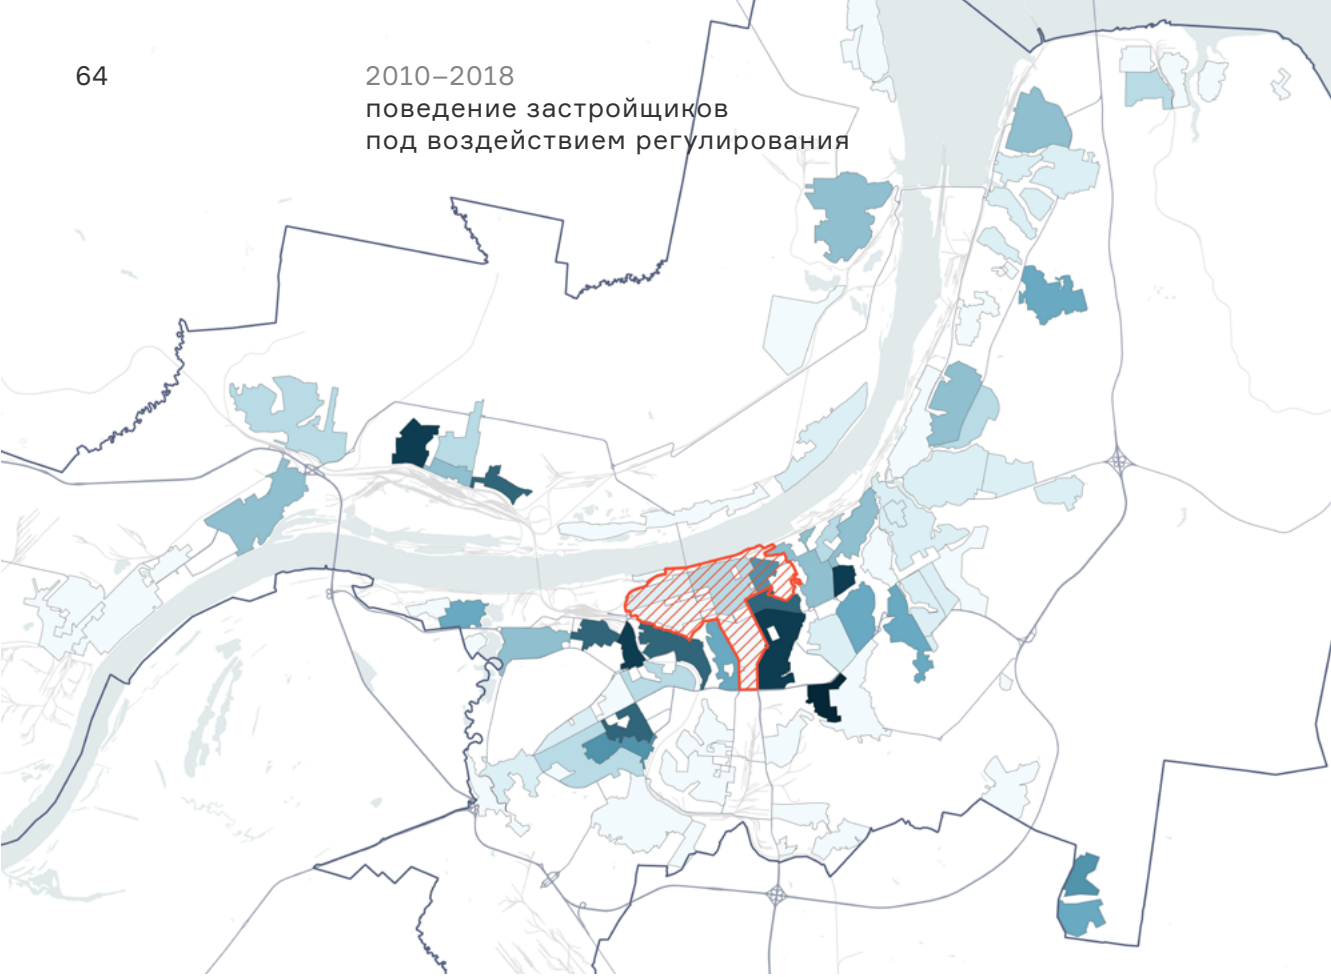 64
2010–2018
поведение застройщиков
под воздействием регулирования